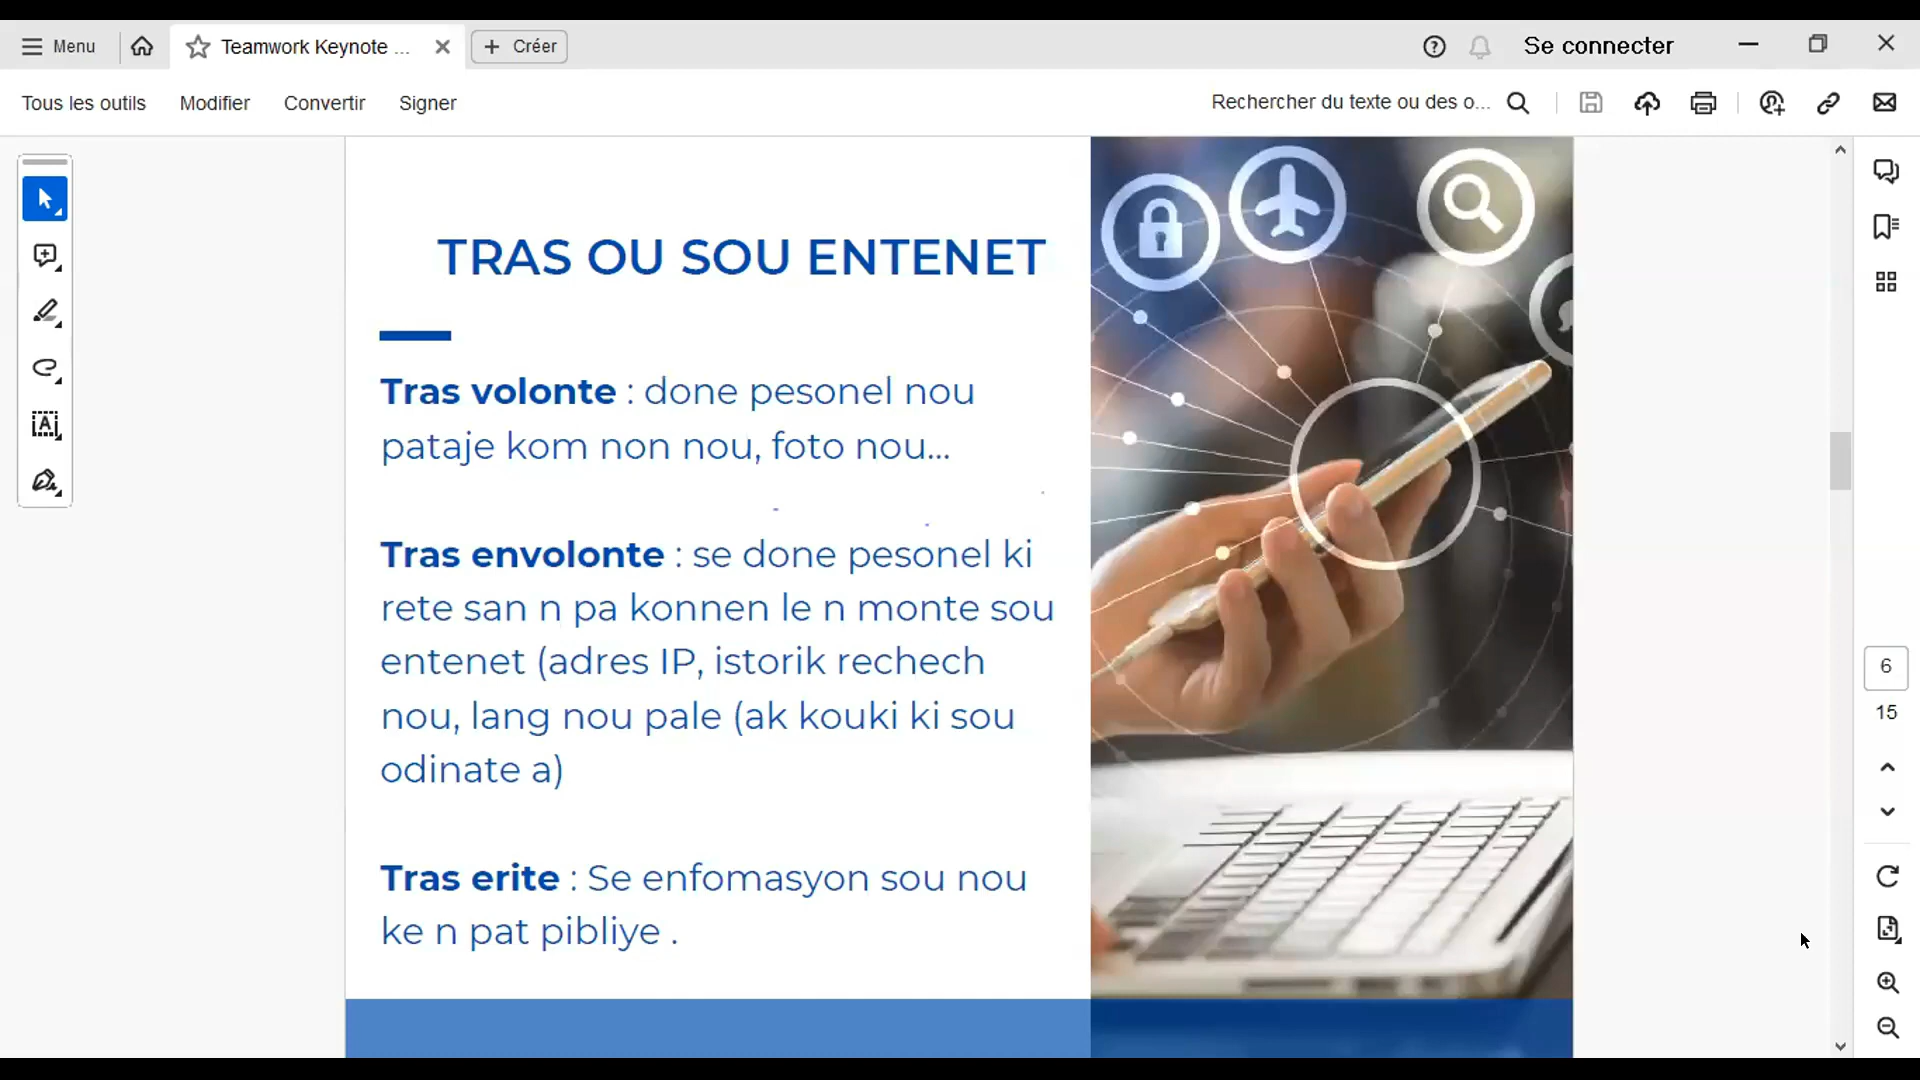 Menu
Teamwork Keynote ...
Créer
Se connecter
Tous les outils
Modifier
Convertir
Signer
Rechercher du texte ou des o...
TRAS OU SOU ENTENET
Tras volonte : done pesonel nou
pataje kom non nou, foto nou...
Tras envolonte : se done pesonel ki
rete san n pa konnen le n monte sou
entenet (adres IP, istorik rechech
nou, lang nou pale (ak kouki ki sou
odinate a)
Tras erite : Se enfomasyon sou nou
ke n pat pibliye .
6
15